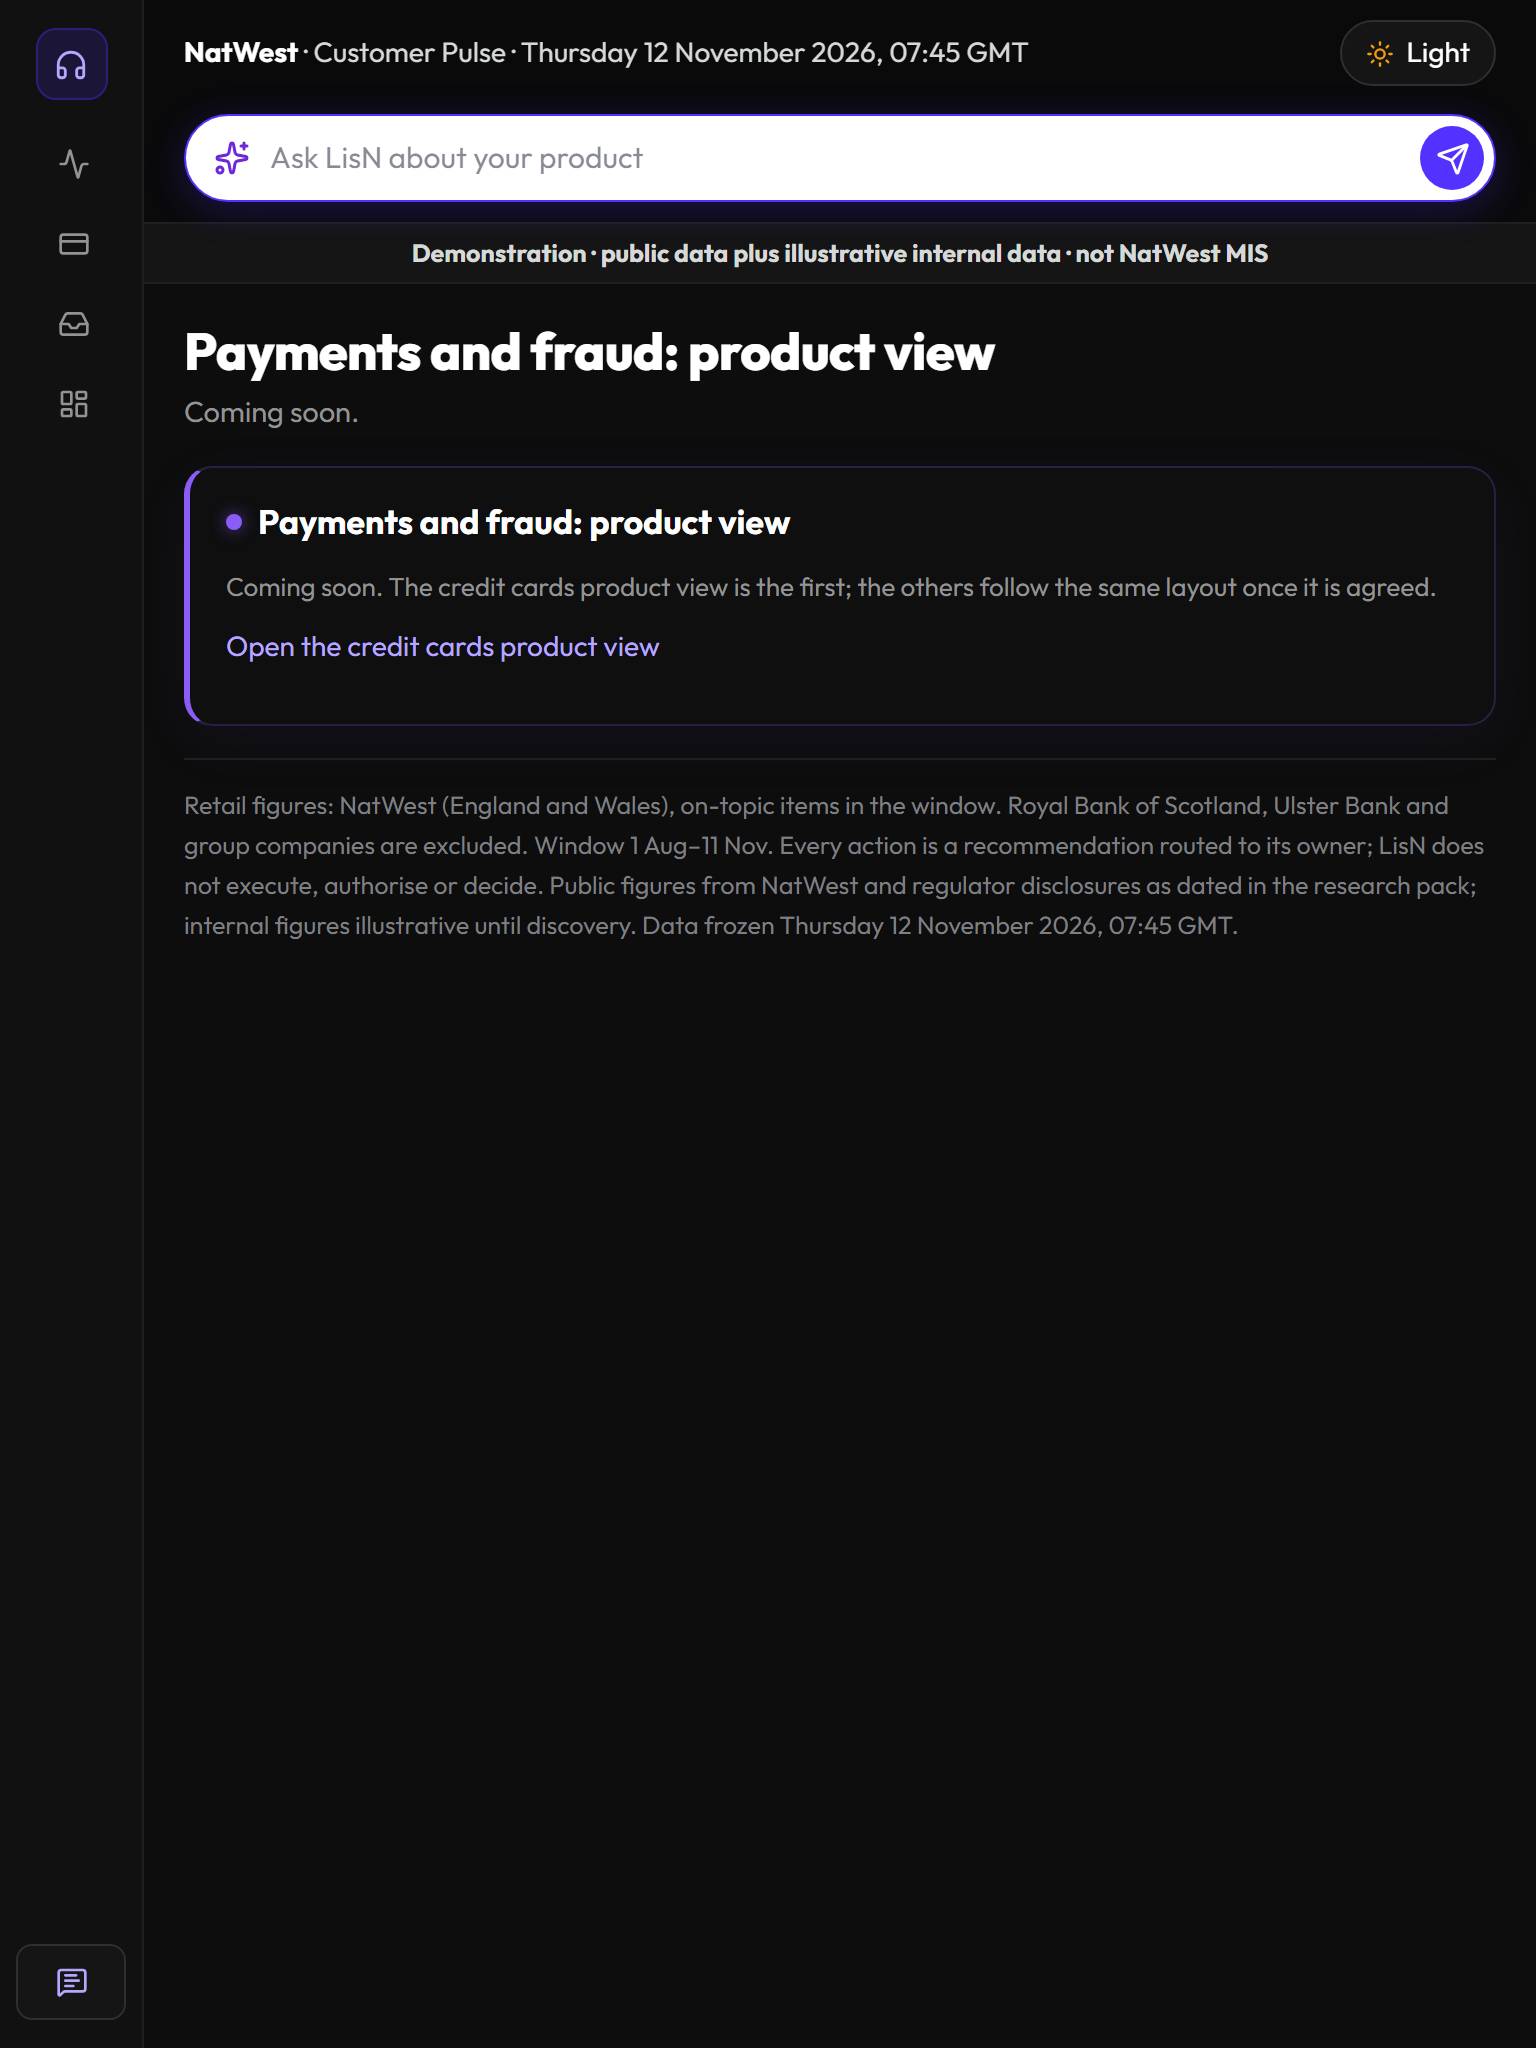 NatWest · Customer Pulse · Thursday 12 November 2026, 07:45 GMT
Light
Ask LisN about your product
Demonstration · public data plus illustrative internal data · not NatWest MIS
Payments and fraud: product view
Coming soon.
Payments and fraud: product view
Coming soon. The credit cards product view is the first; the others follow the same layout once it is agreed.
Open the credit cards product view
Retail figures: NatWest (England and Wales), on-topic items in the window. Royal Bank of Scotland, Ulster Bank and
group companies are excluded. Window 1 Aug–11 Nov. Every action is a recommendation routed to its owner; LisN does
not execute, authorise or decide. Public figures from NatWest and regulator disclosures as dated in the research pack;
internal figures illustrative until discovery. Data frozen Thursday 12 November 2026, 07:45 GMT.